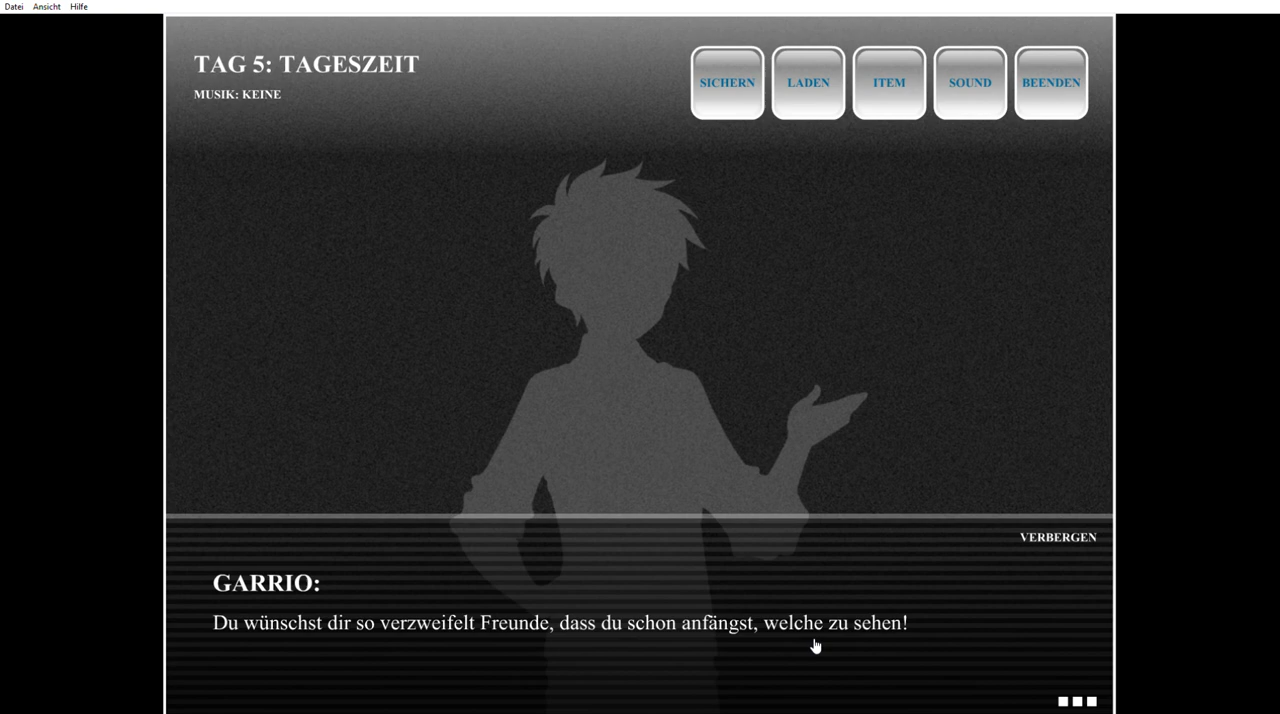 Datei Ansicht Hilfe
TAG 5: TAGESZEIT
MUSIK: KEINE
SICHERN LADEN ITEM SOUND BEENDEN
VERBERGEN
GARRIO:
Du wünschst dir so verzweifelt Freunde, dass du schon anfängst, welche zu sehen!